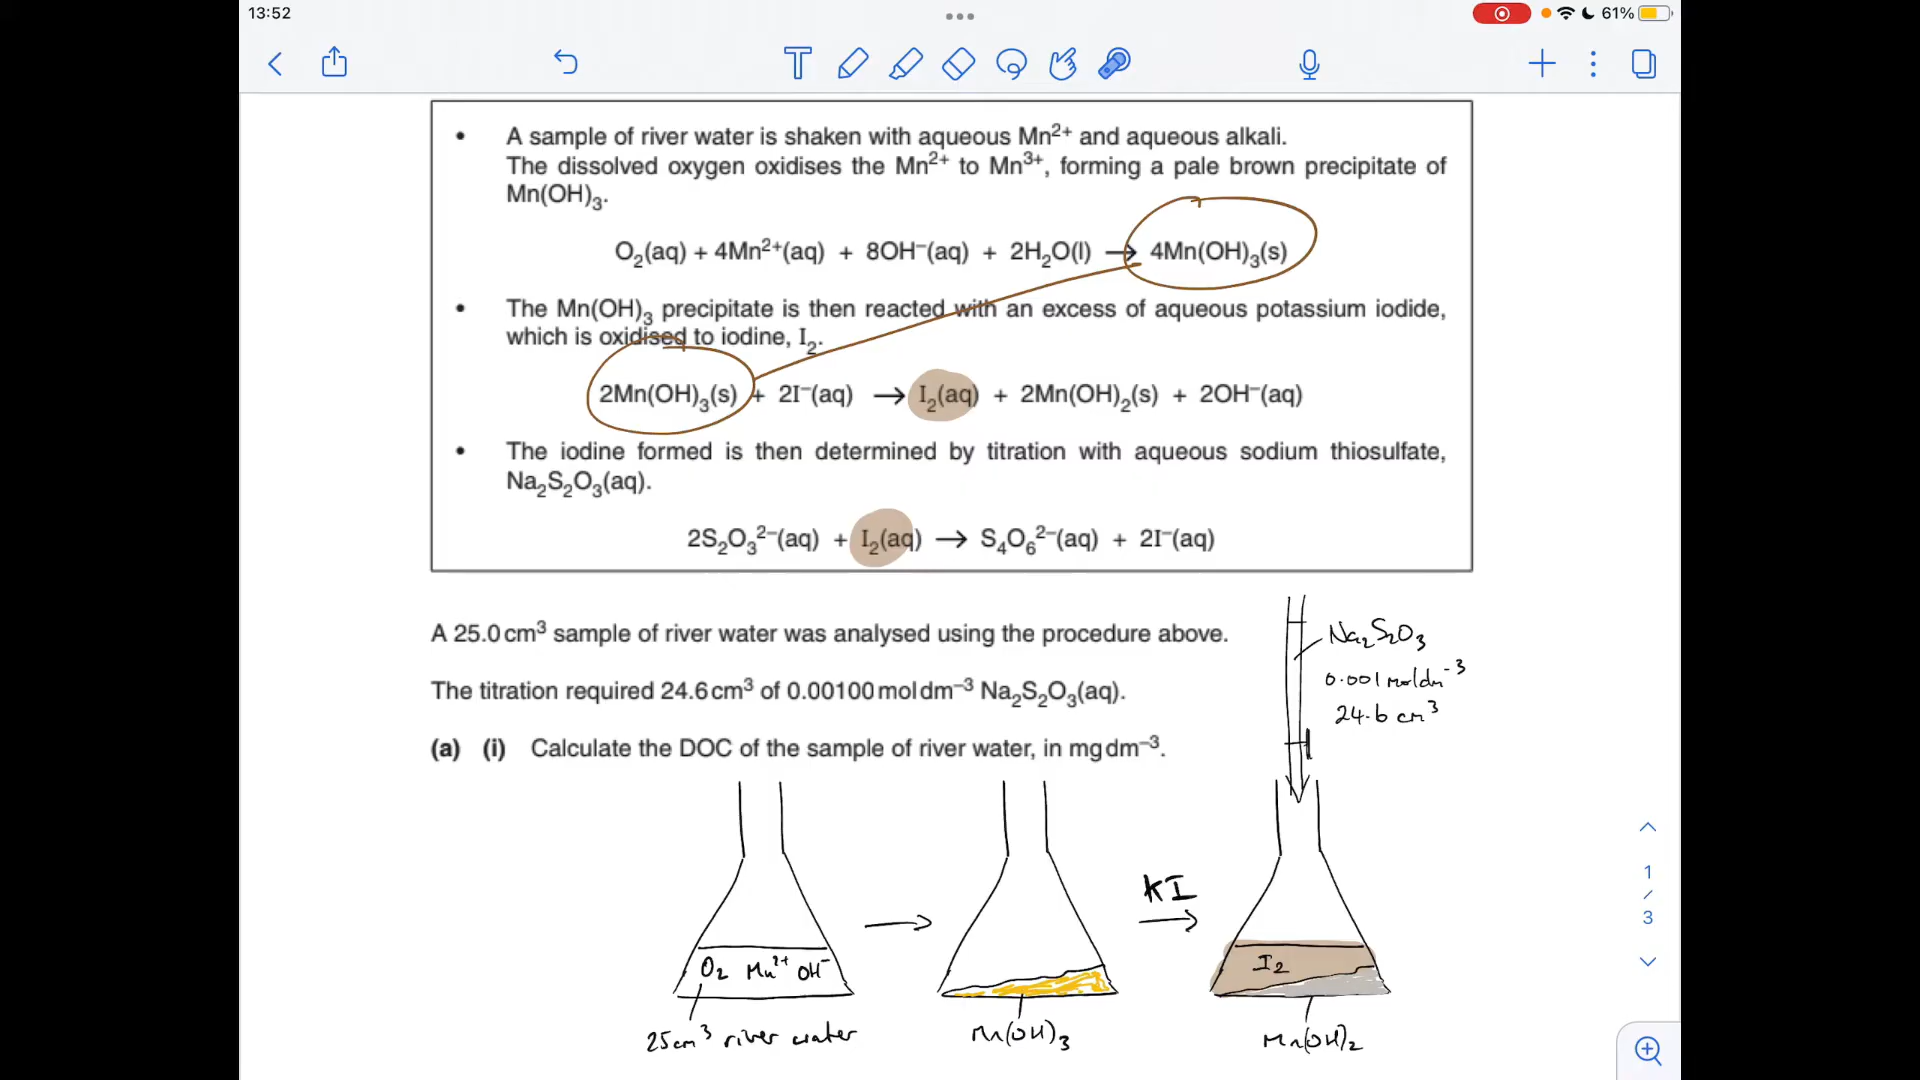 13:52
61%
• A sample of river water is shaken with aqueous Mn²⁺ and aqueous alkali.
The dissolved oxygen oxidises the Mn²⁺ to Mn³⁺, forming a pale brown precipitate of
Mn(OH)₃.
O₂(aq) + 4Mn²⁺(aq) + 8OH⁻(aq) + 2H₂O(l) → 4Mn(OH)₃(s)
• The Mn(OH)₃ precipitate is then reacted with an excess of aqueous potassium iodide,
which is oxidised to iodine, I₂.
2Mn(OH)₃(s) + 2I⁻(aq) → I₂(aq) + 2Mn(OH)₂(s) + 2OH⁻(aq)
• The iodine formed is then determined by titration with aqueous sodium thiosulfate,
Na₂S₂O₃(aq).
2S₂O₃²⁻(aq) + I₂(aq) → S₄O₆²⁻(aq) + 2I⁻(aq)
A 25.0 cm³ sample of river water was analysed using the procedure above.
The titration required 24.6 cm³ of 0.00100 mol dm⁻³ Na₂S₂O₃(aq).
(a) (i) Calculate the DOC of the sample of river water, in mg dm⁻³.
Na₂S₂O₃
0.001 moldm⁻³
24.6 cm³
KI
O₂ Mn²⁺ OH⁻
I₂
25cm³ river water
Mn(OH)₃
Mn(OH)₂
1
/
3